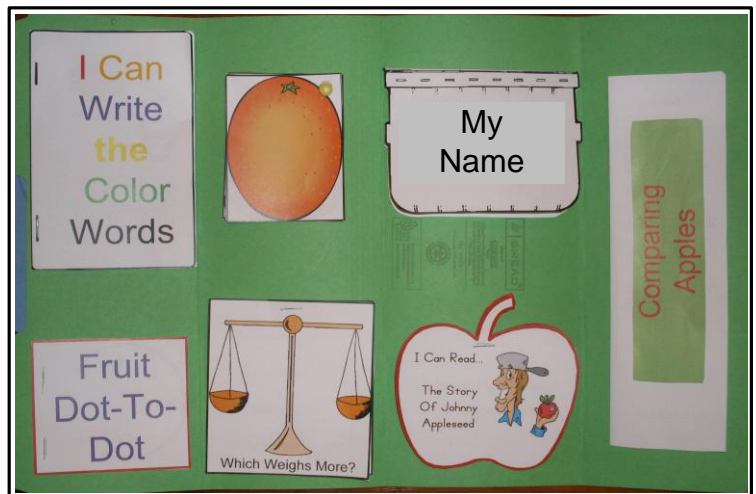 I Can
Write
the
Color
Words
My
Name
Comparing
Apples
Fruit
Dot-To-
Dot
Which Weighs More?
I Can Read...
The Story
Of Johnny
Appleseed